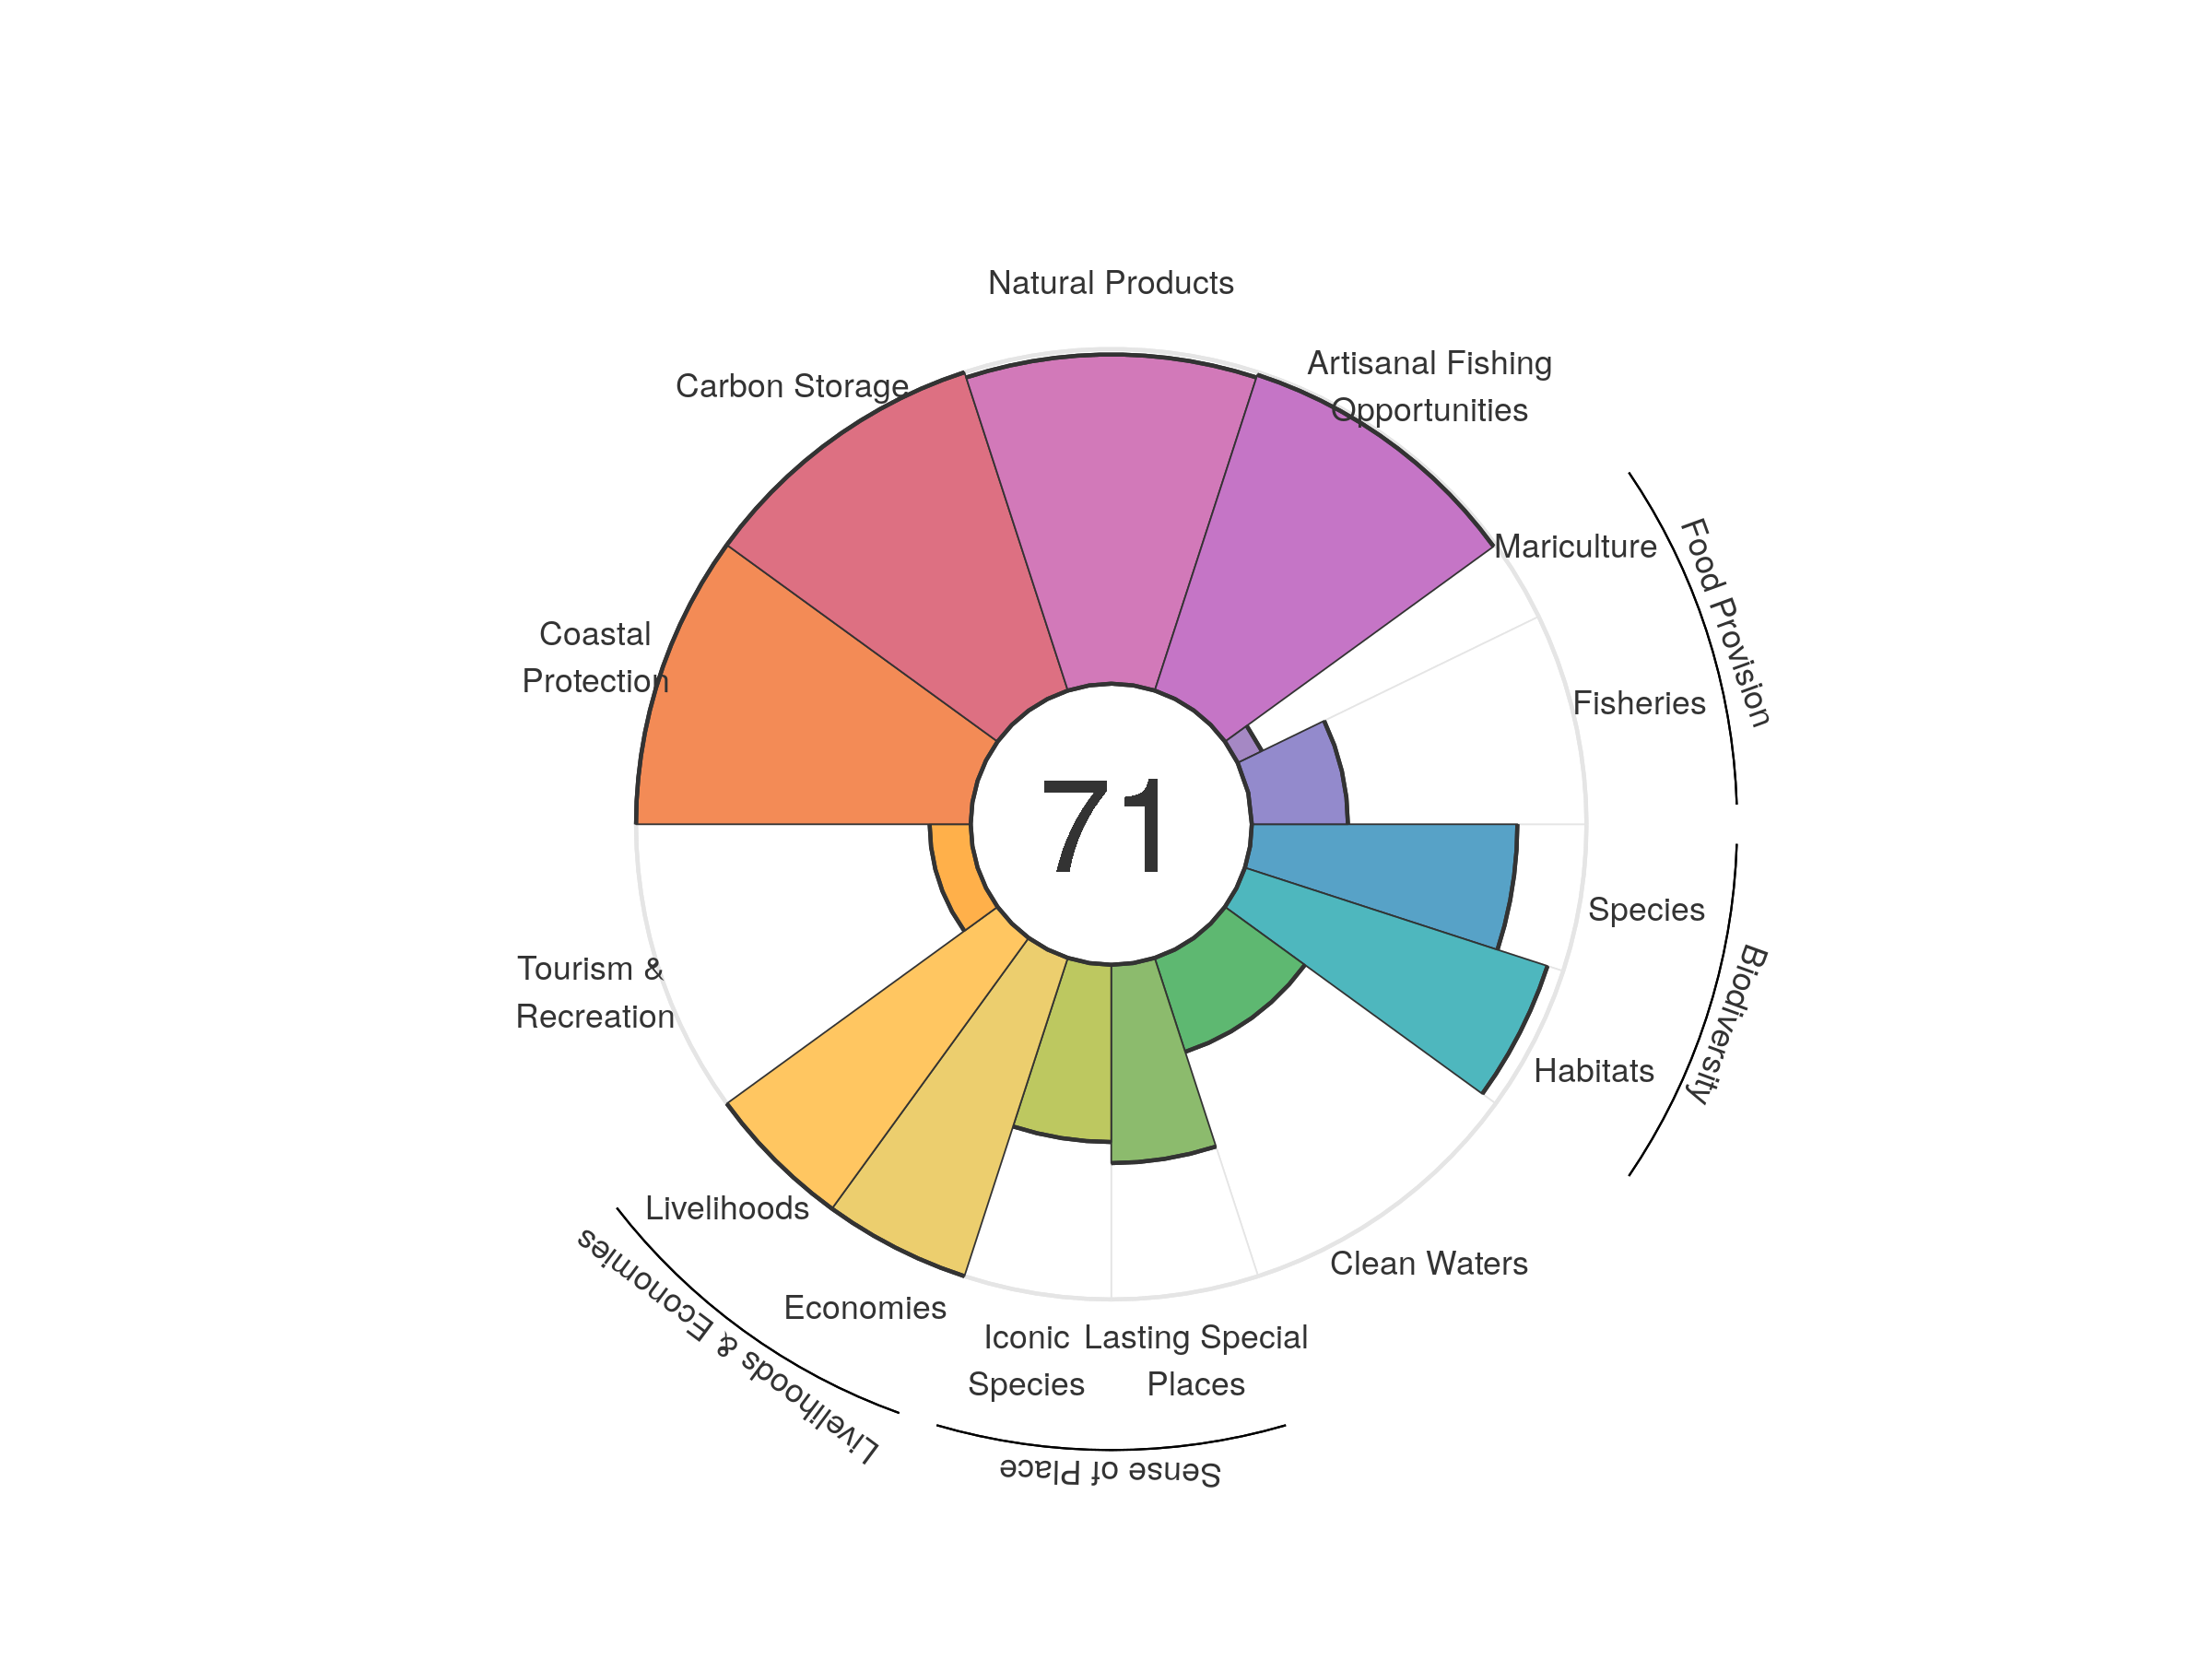 Natural Products
Artisanal Fishing
Opportunities
Carbon Storage
Mariculture
Food Provision
Coastal
Protection
Fisheries
71
Species
Biodiversity
Tourism &
Recreation
Habitats
Livelihoods
Clean Waters
Livelihoods & Economies
Economies
Iconic
Species
Lasting Special
Places
Sense of Place